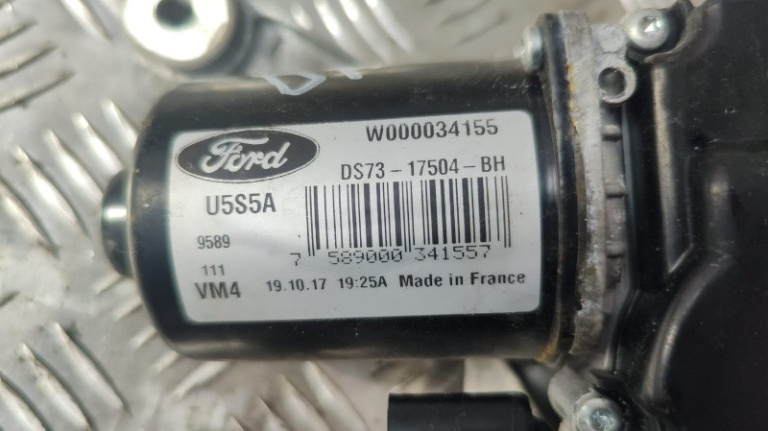 Ford
W000034155
DS73-17504-BH
U5S5A
9589
7 589000 341557
111
VM4
19.10.17 19:25A Made in France